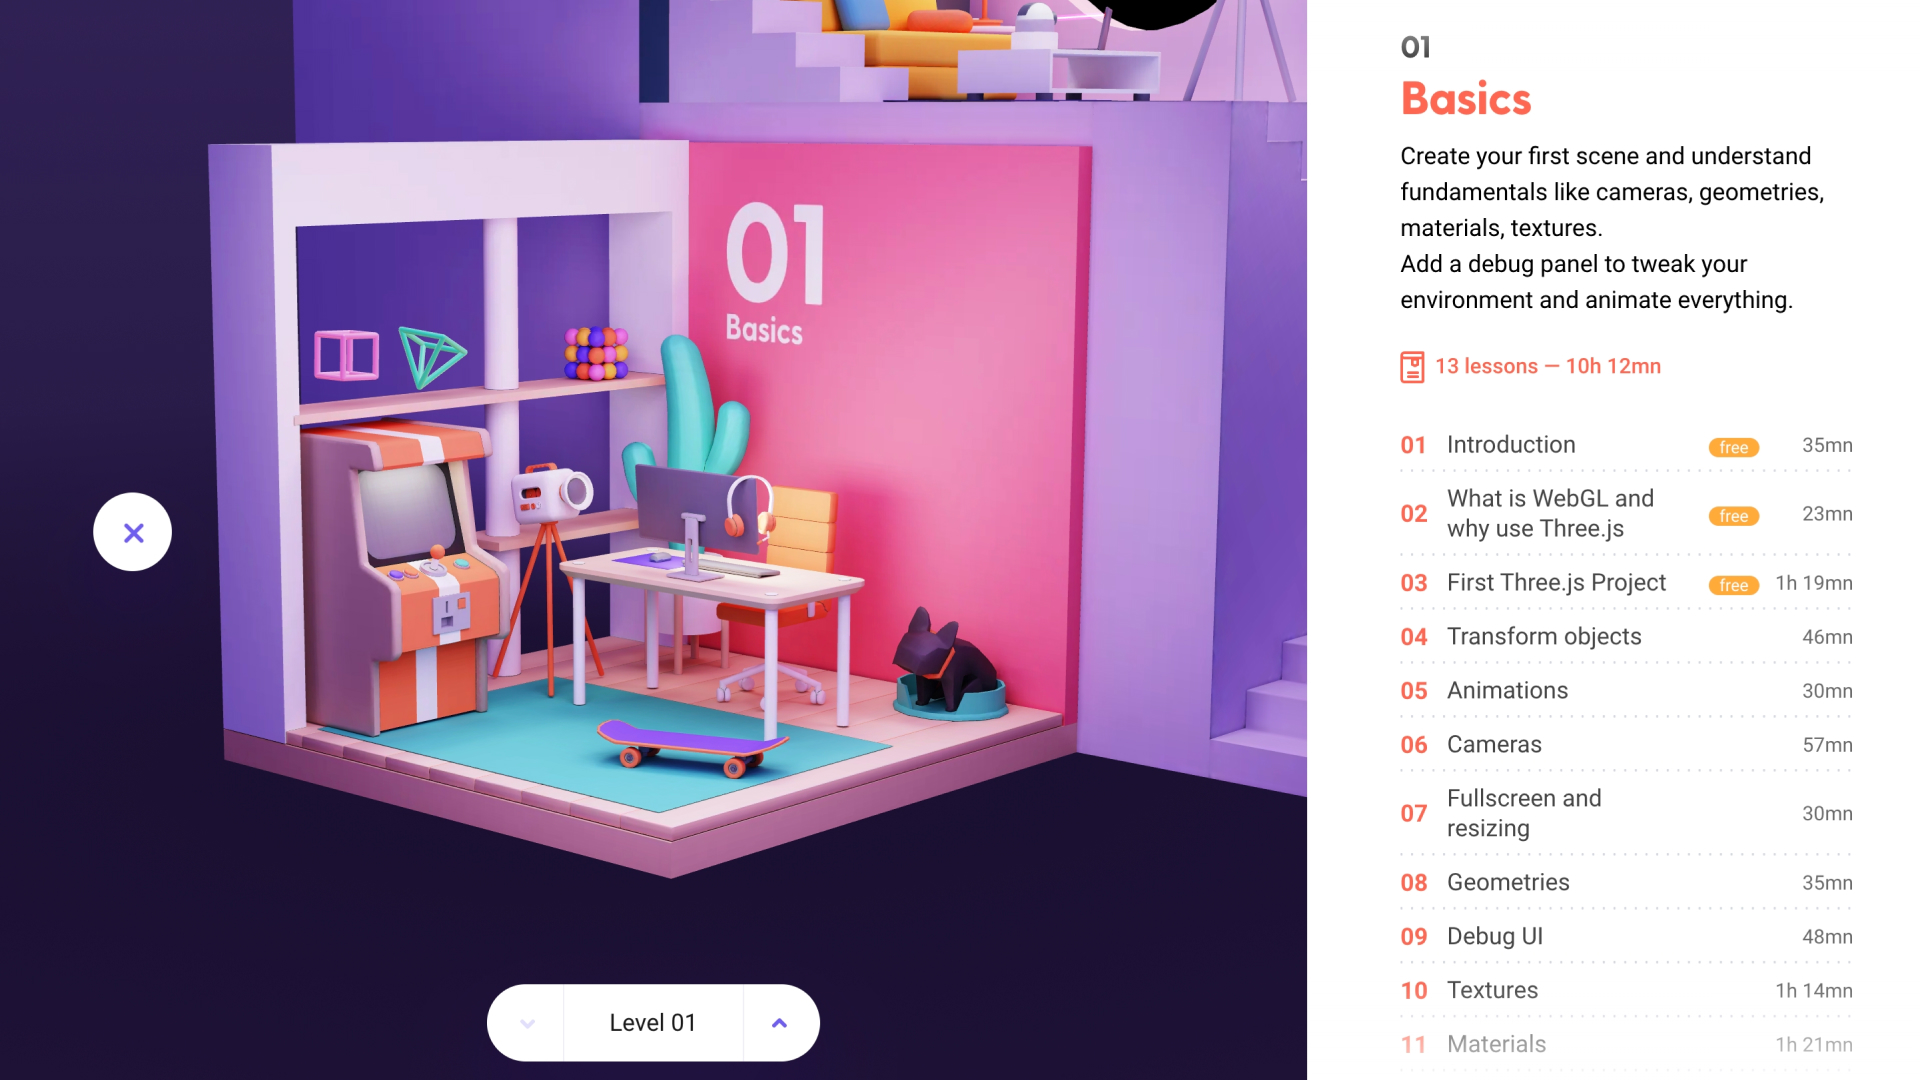 01
Basics
Level 01
01
Basics
Create your first scene and understand
fundamentals like cameras, geometries,
materials, textures.
Add a debug panel to tweak your
environment and animate everything.
13 lessons — 10h 12mn
01 Introduction free 35mn
02 What is WebGL and
why use Three.js free 23mn
03 First Three.js Project free 1h 19mn
04 Transform objects 46mn
05 Animations 30mn
06 Cameras 57mn
07 Fullscreen and
resizing 30mn
08 Geometries 35mn
09 Debug UI 48mn
10 Textures 1h 14mn
11 Materials 1h 21mn